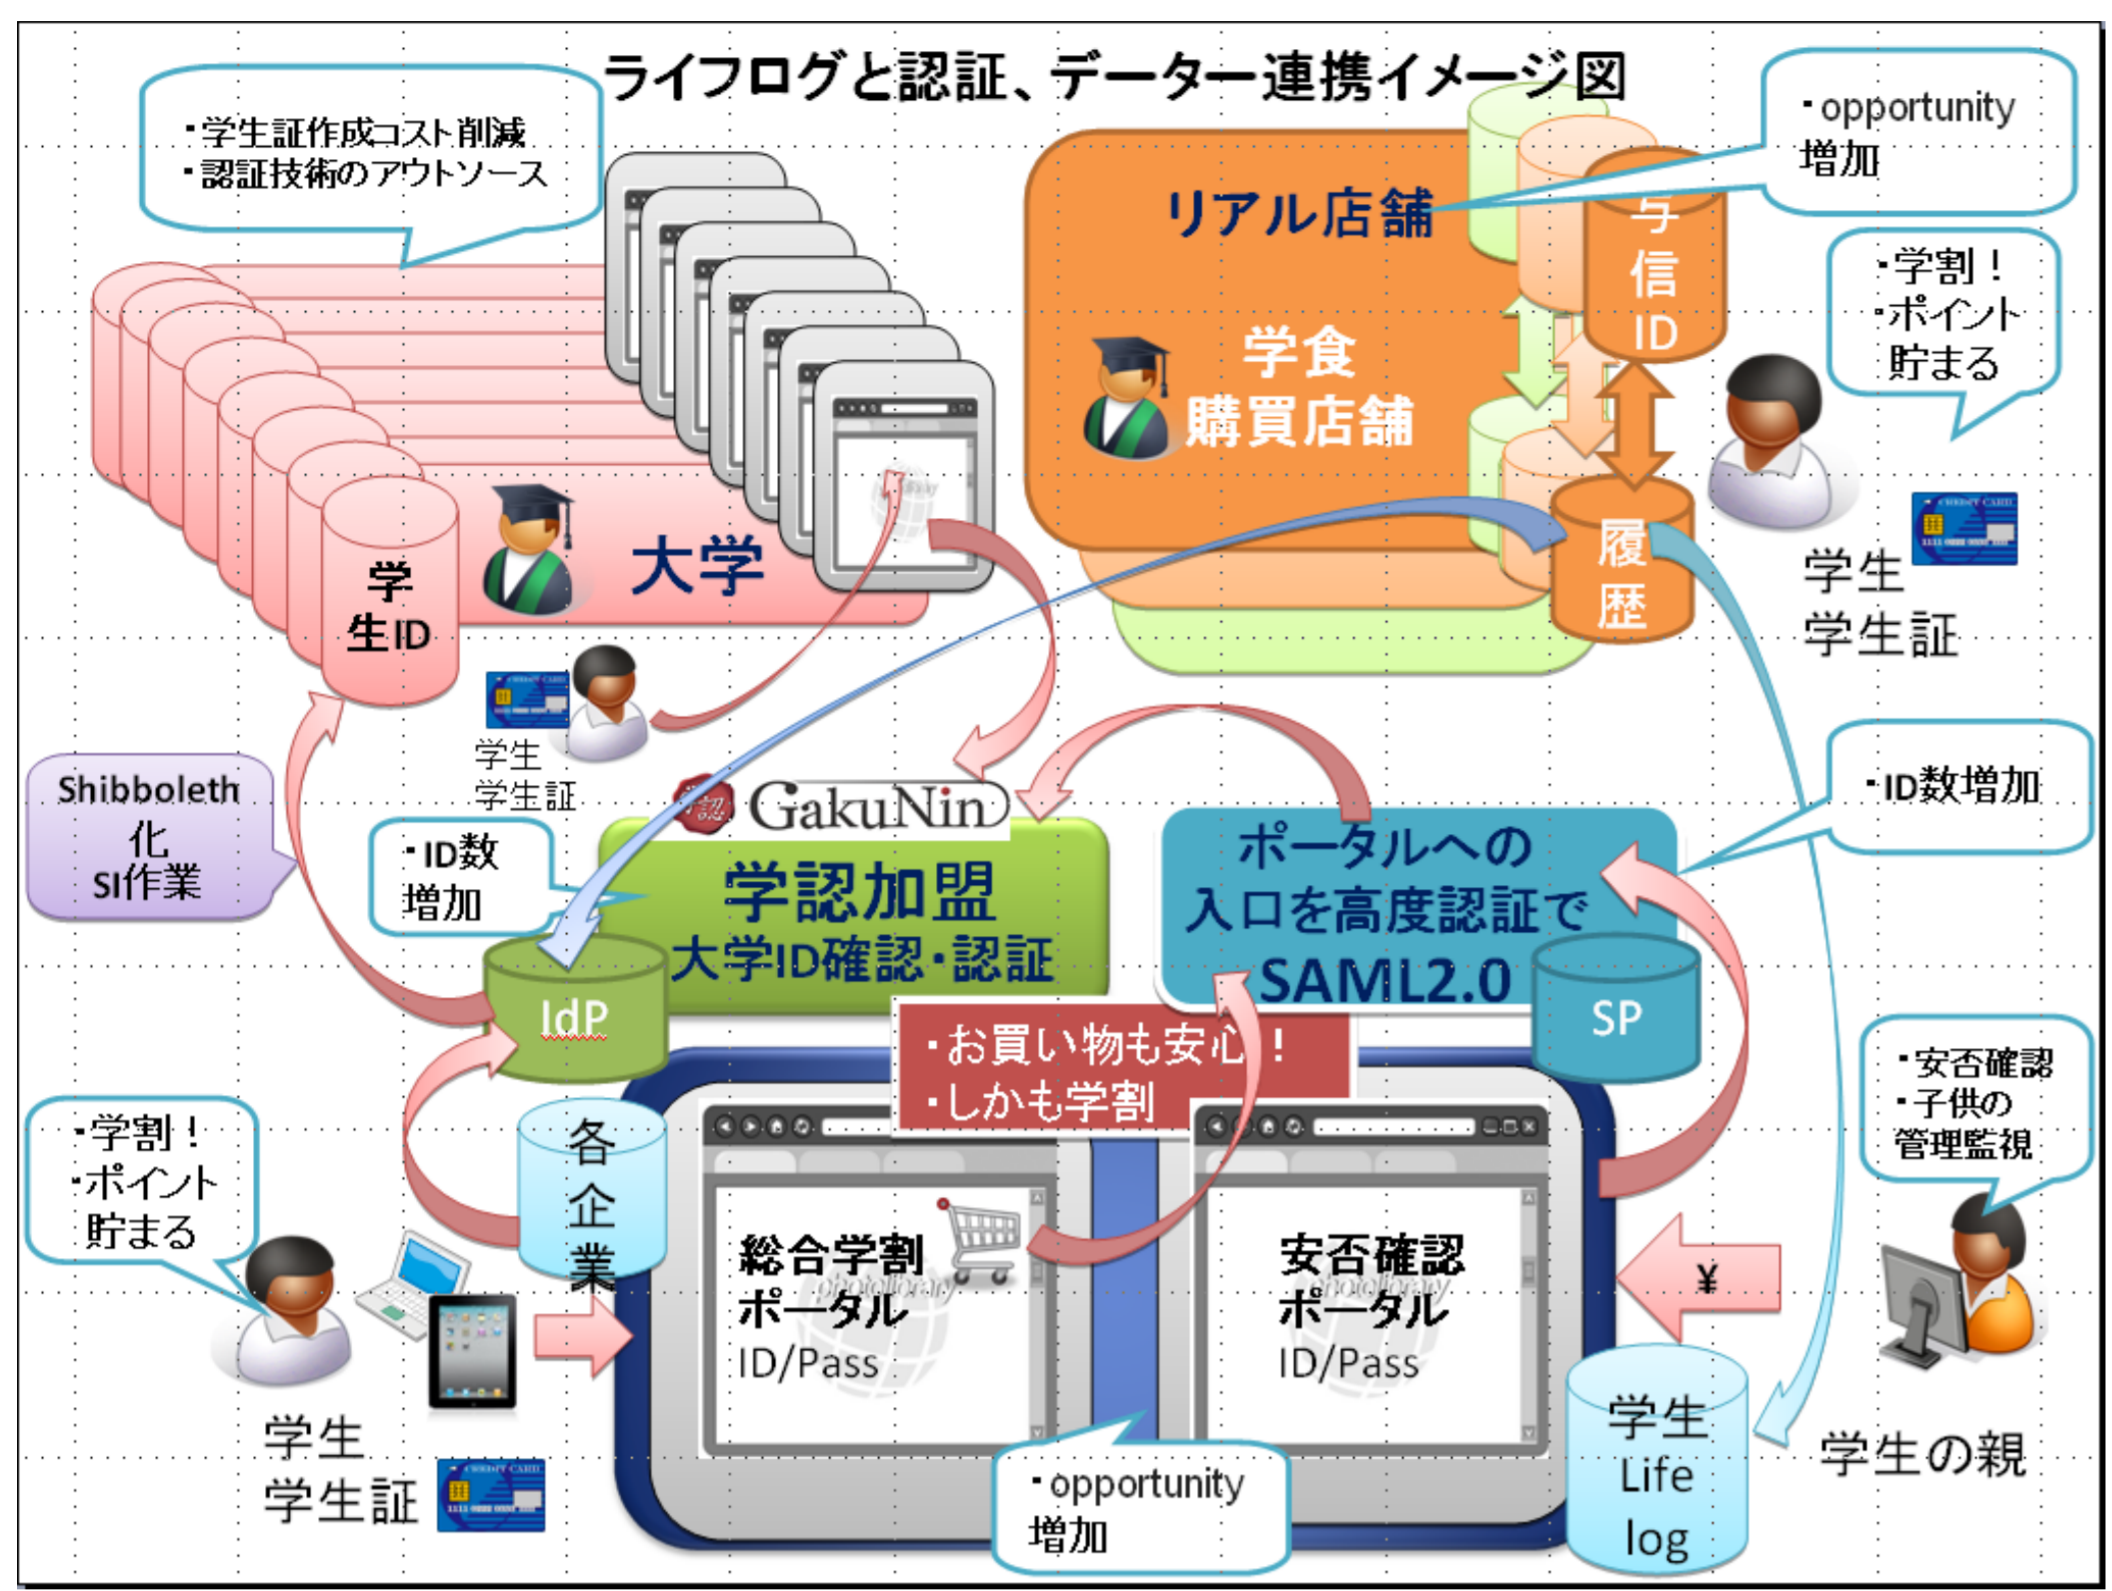 ライフログと認証、データー連携イメージ図
・学生証作成コスト削減
・認証技術のアウトソース
・opportunity
増加
リアル店舗
学食
購買店舗
与
信
ID
・学割！
・ポイント
貯まる
履
歴
学生
学生証
大学
学
生ID
学生
学生証
Shibboleth
化
SI作業
・ID数
増加
学認
GakuNin
学認加盟
大学ID確認・認証
IdP
ポータルへの
入口を高度認証で
SAML2.0
SP
・ID数増加
・お買い物も安心！
・しかも学割
・安否確認
・子供の
管理監視
・学割！
・ポイント
貯まる
各
企
業
総合学割
ポータル
ID/Pass
photolibrary
安否確認
ポータル
ID/Pass
photolibrary
¥
学生
学生証
CREDIT CARD
・opportunity
増加
学生
Life
log
学生の親